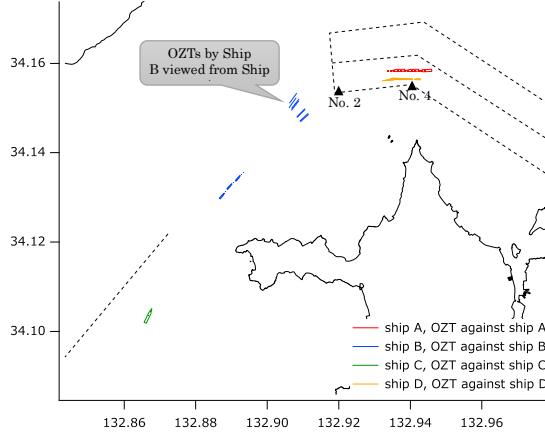 OZTs by Ship
B viewed from Ship
34.16
34.14
34.12
34.10
No. 2
No. 4
ship A, OZT against ship A
ship B, OZT against ship B
ship C, OZT against ship C
ship D, OZT against ship D
132.86
132.88
132.90
132.92
132.94
132.96